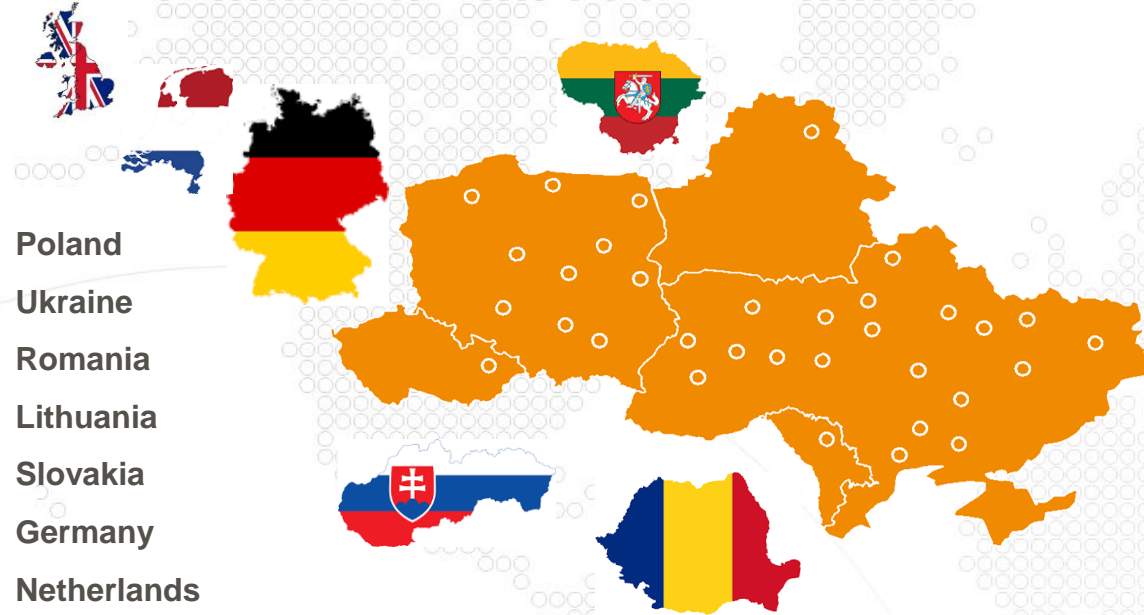 Poland
Ukraine
Romania
Lithuania
Slovakia
Germany
Netherlands